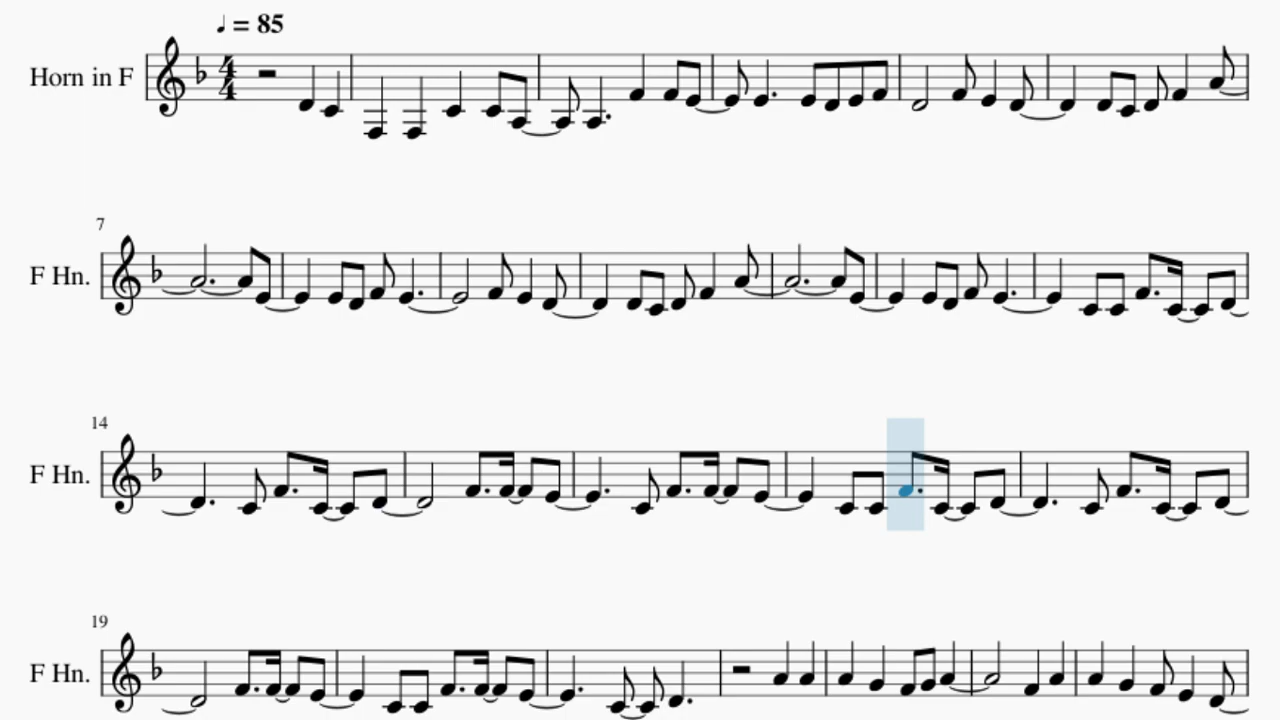 ♩ = 85
Horn in F
4
4
7
F Hn.
14
F Hn.
19
F Hn.